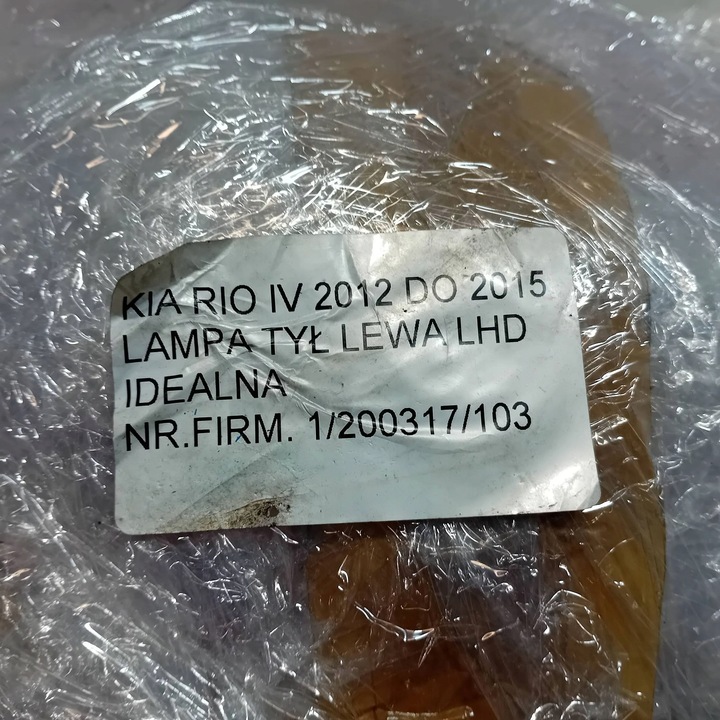 KIA RIO IV 2012 DO 2015
LAMPA TYŁ LEWA LHD
IDEALNA
NR.FIRM. 1/200317/103